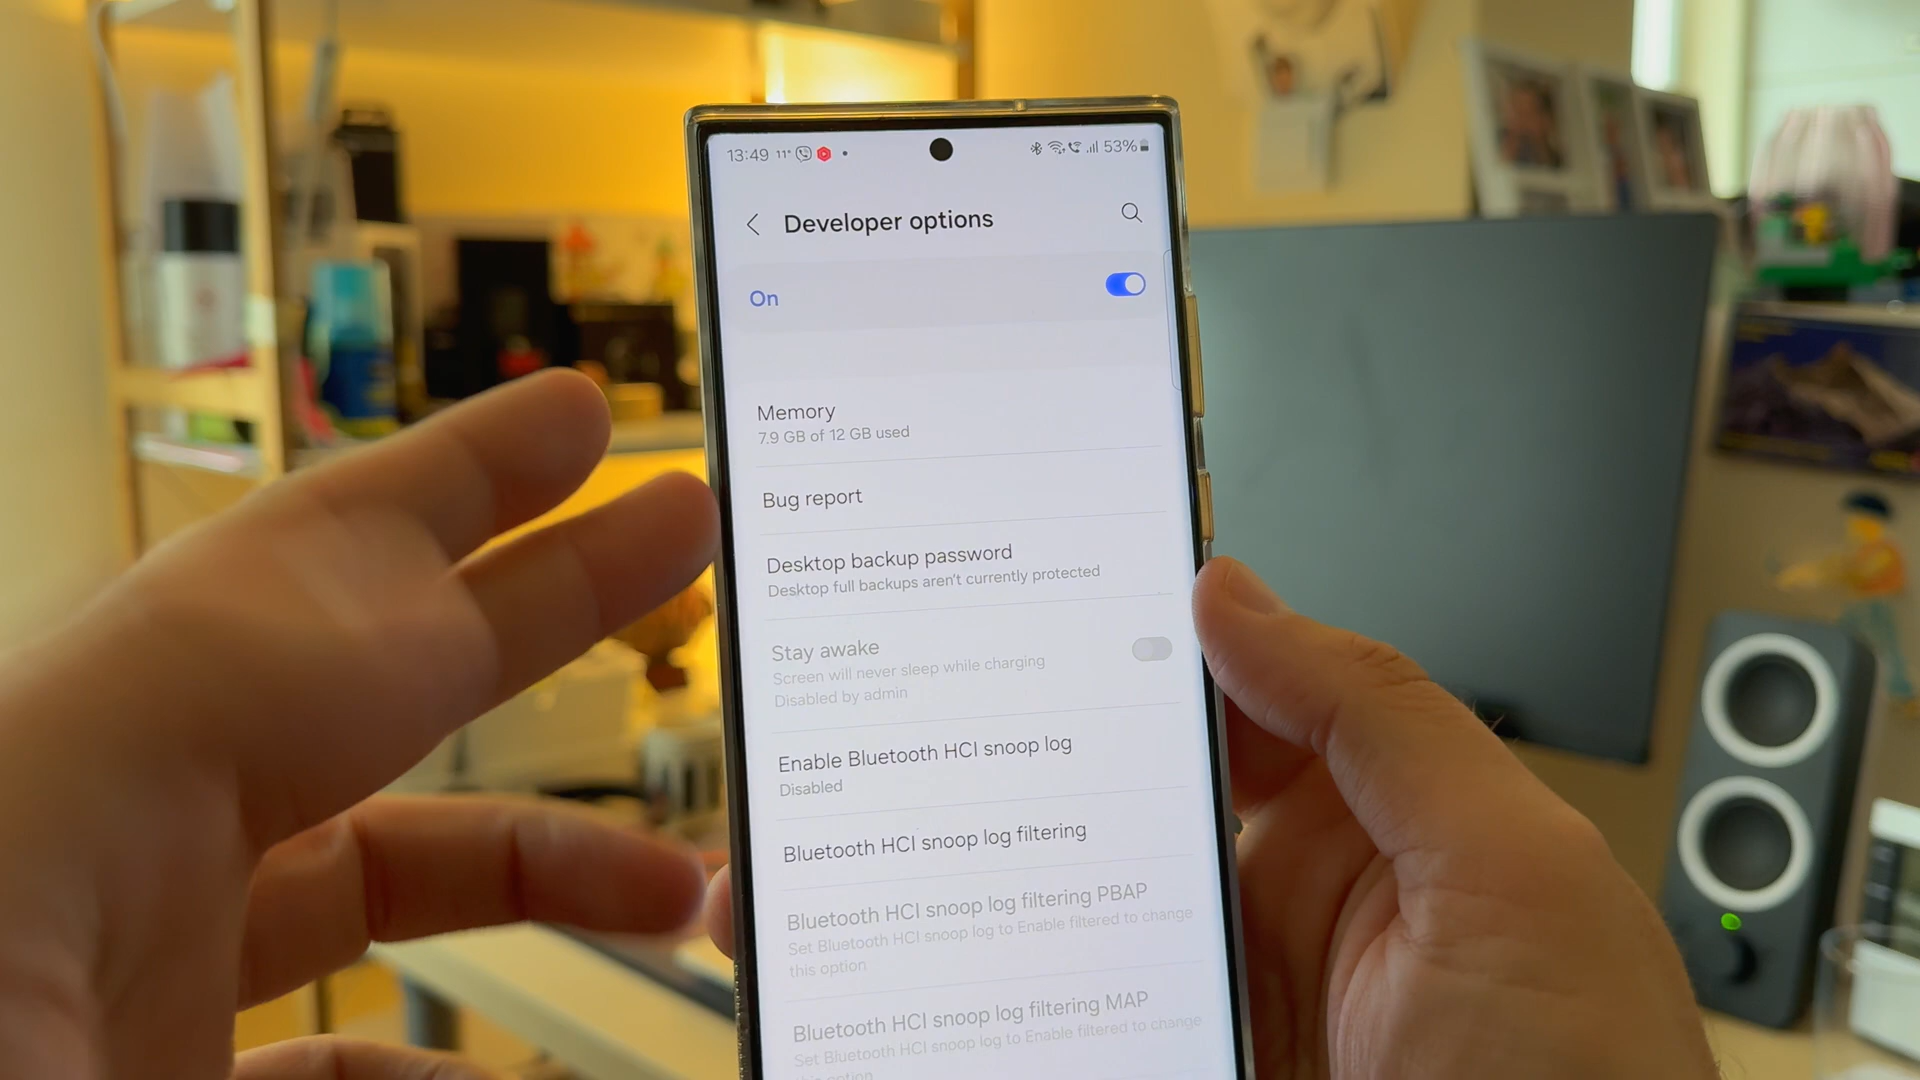 13:49 11° 53%
Developer options
On
Memory
7.9 GB of 12 GB used
Bug report
Desktop backup password
Desktop full backups aren't currently protected
Stay awake
Screen will never sleep while charging
Disabled by admin
Enable Bluetooth HCI snoop log
Disabled
Bluetooth HCI snoop log filtering
Bluetooth HCI snoop log filtering PBAP
Set Bluetooth HCI snoop log to Enable filtered to change
this option
Bluetooth HCI snoop log filtering MAP
Set Bluetooth HCI snoop log to Enable filtered to change
this option